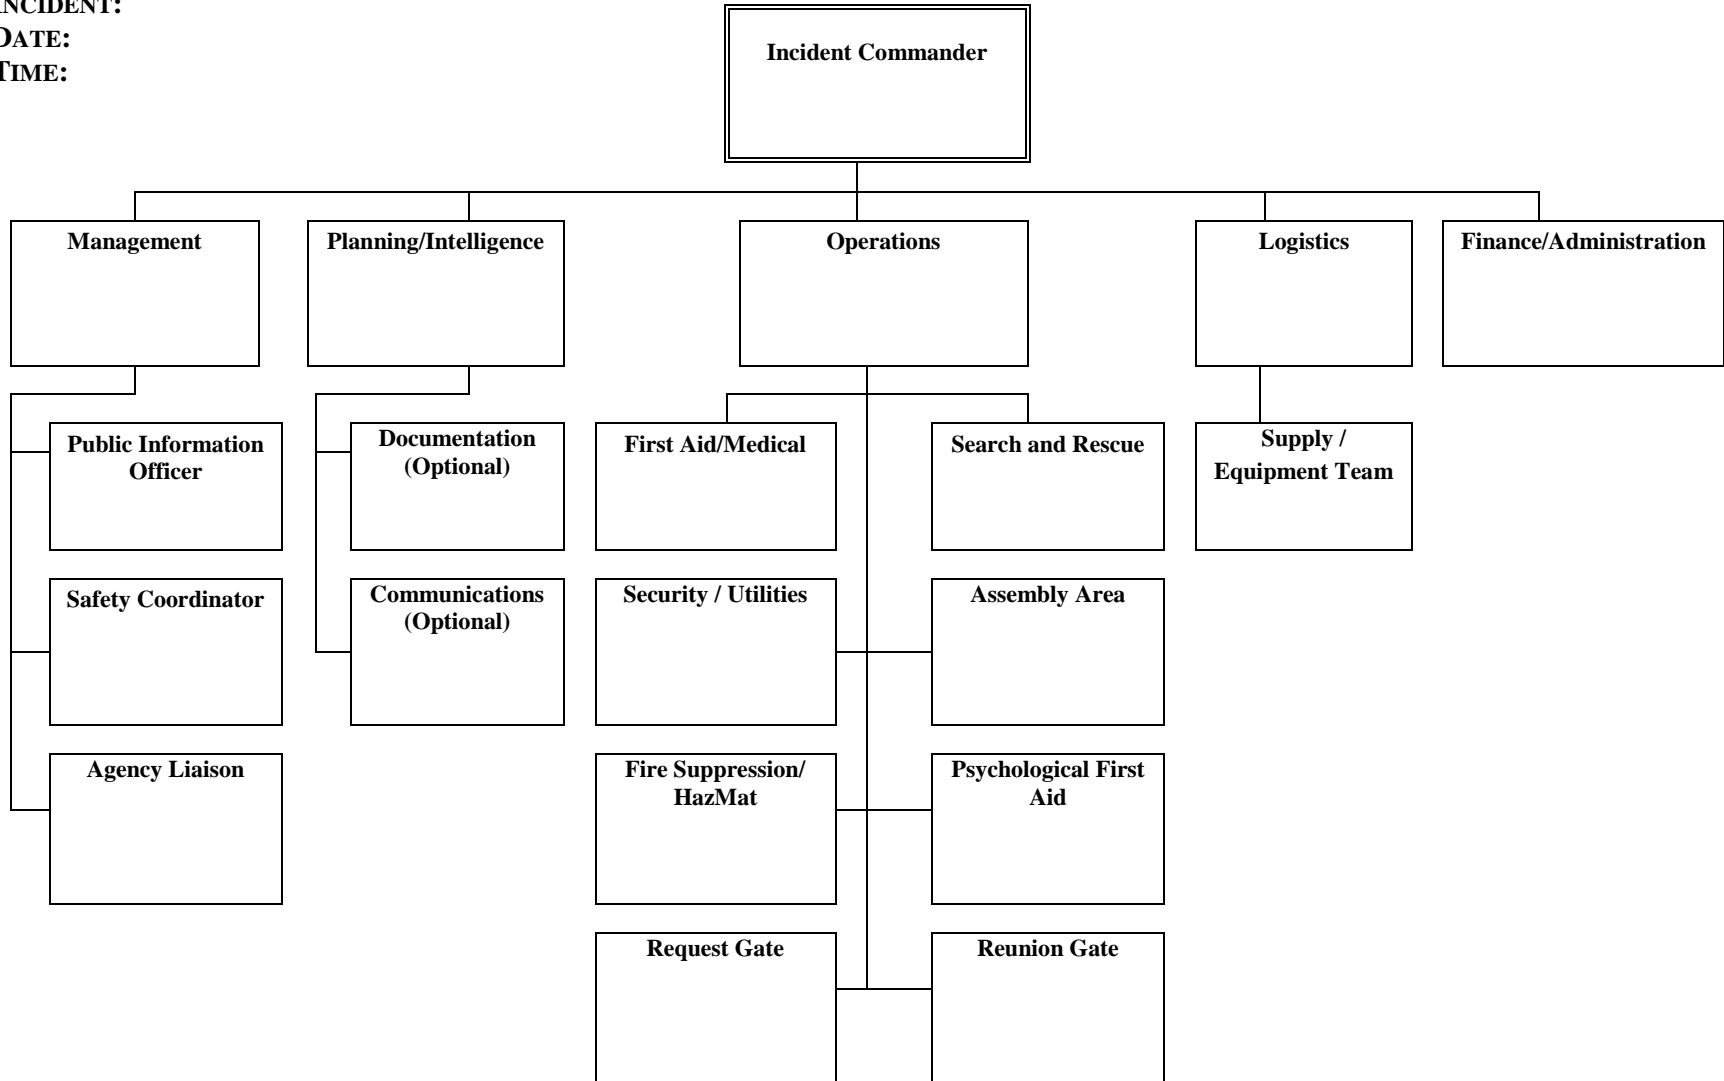 INCIDENT:
DATE:
TIME:
Incident Commander
Management
Planning/Intelligence
Operations
Logistics
Finance/Administration
Public Information
Officer
Documentation
(Optional)
First Aid/Medical
Search and Rescue
Supply /
Equipment Team
Safety Coordinator
Communications
(Optional)
Security / Utilities
Assembly Area
Agency Liaison
Fire Suppression/
HazMat
Psychological First
Aid
Request Gate
Reunion Gate